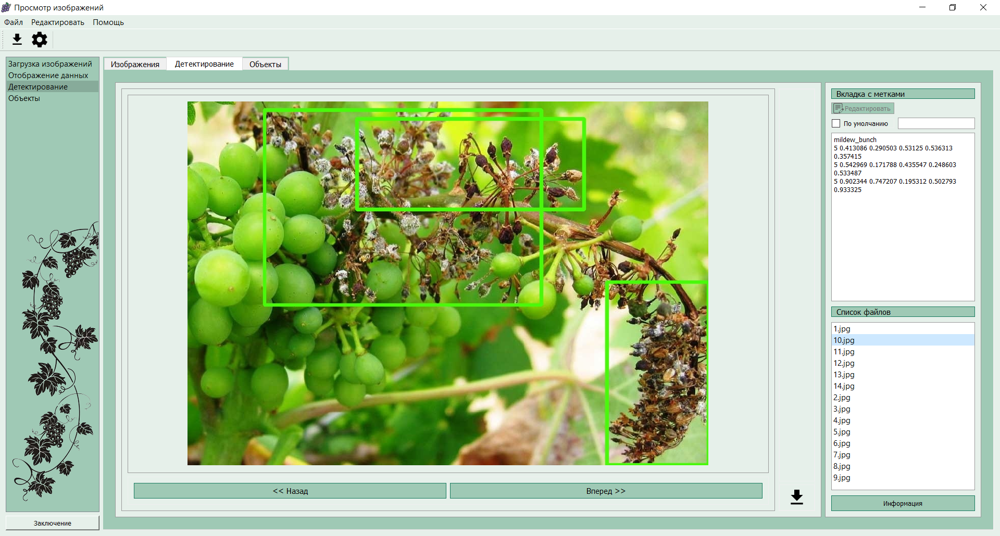 Просмотр изображений
Файл Редактировать Помощь
Загрузка изображений
Отображение данных
Детектирование
Объекты
Заключение
Изображения Детектирование Объекты
<< Назад Вперед >>
Вкладка с метками
Редактировать
По умолчанию
mildew_bunch
5 0.413086 0.290503 0.53125 0.536313
0.357415
5 0.542969 0.171788 0.435547 0.248603
0.533487
5 0.902344 0.747207 0.195312 0.502793
0.933325
Список файлов
1.jpg
10.jpg
11.jpg
12.jpg
13.jpg
14.jpg
2.jpg
3.jpg
4.jpg
5.jpg
6.jpg
7.jpg
8.jpg
9.jpg
Информация